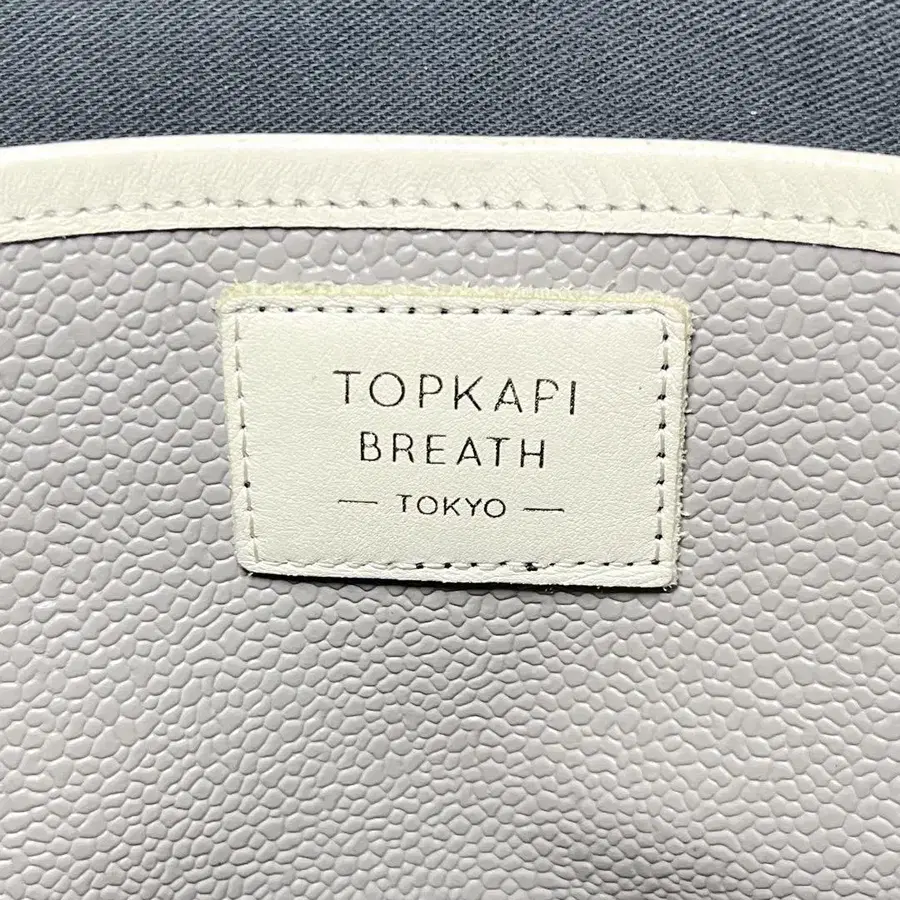 TOPKAPI
BREATH
— TOKYO —